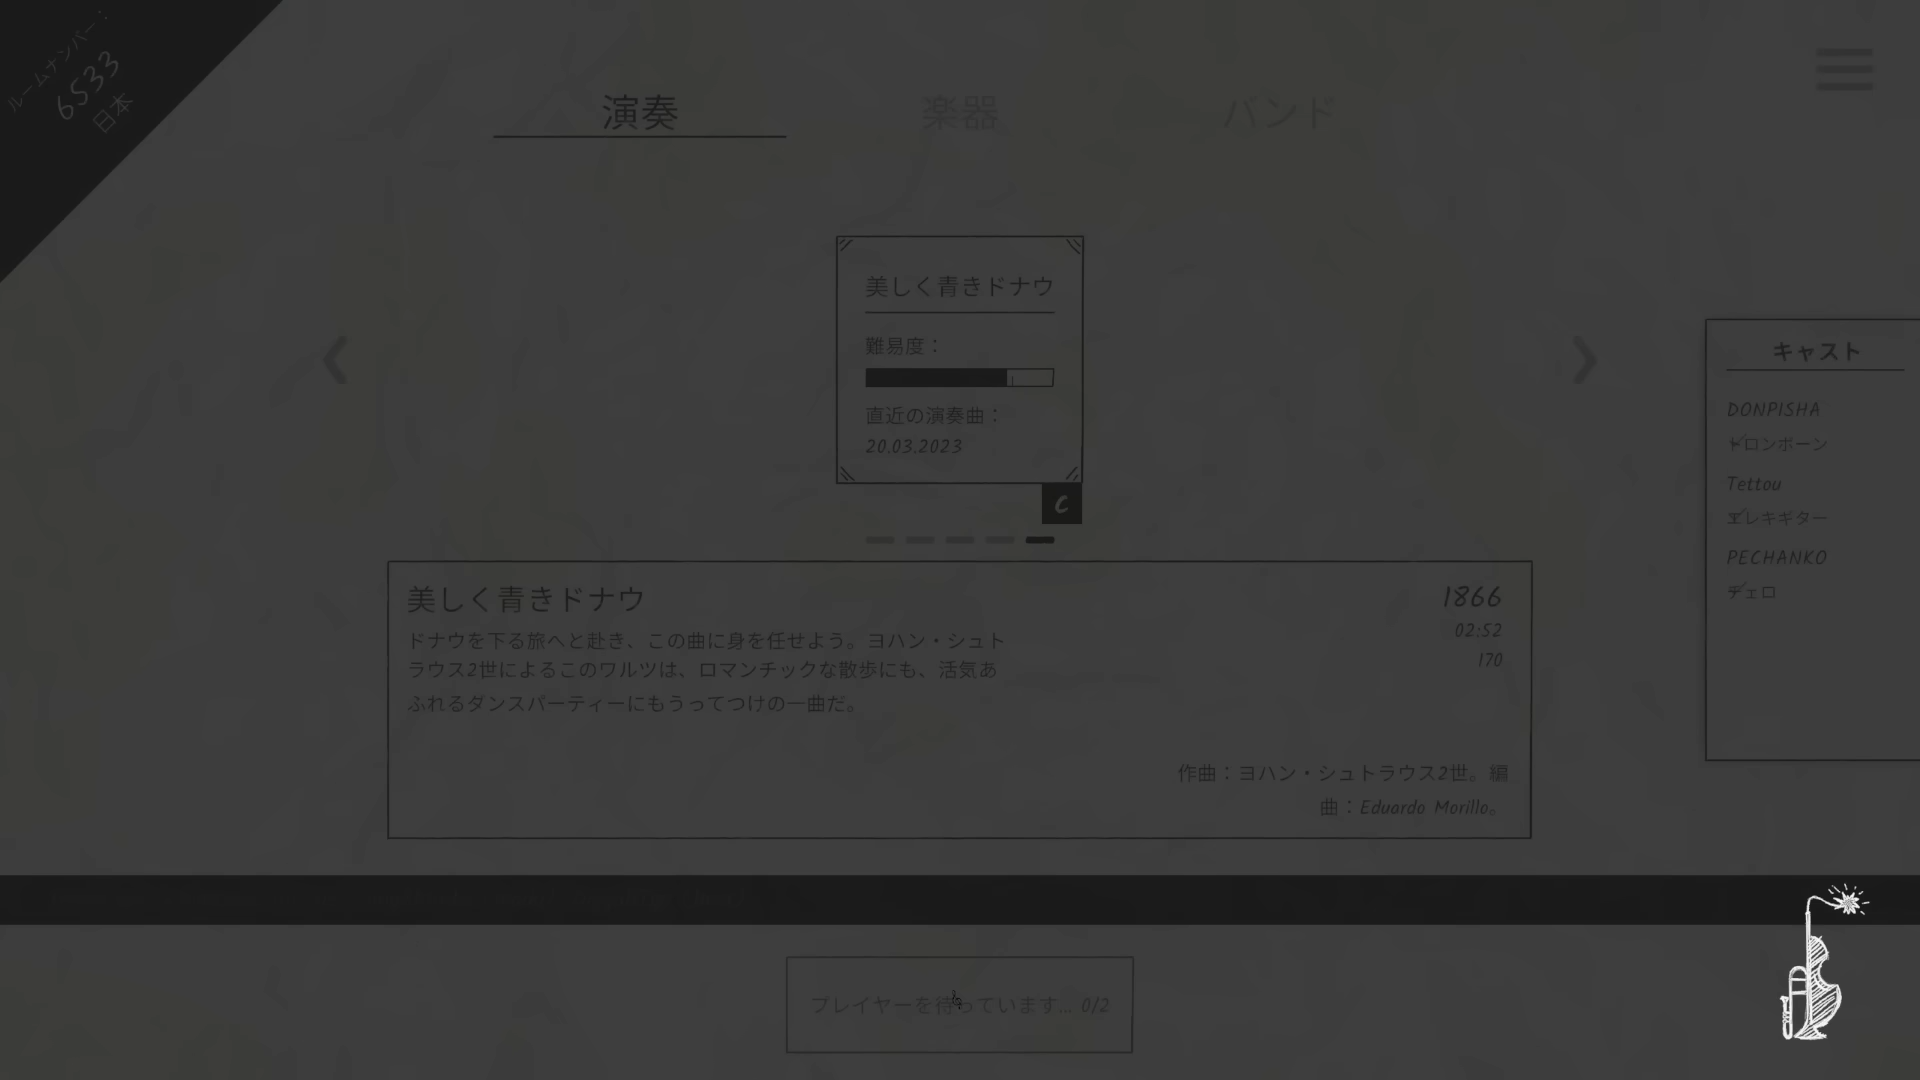 ルームナンバー：
6533
日本
演奏
楽器
バンド
美しく青きドナウ
難易度：
直近の演奏曲：
20.03.2023
C
美しく青きドナウ
ドナウを下る旅へと赴き、この曲に身を任せよう。ヨハン・シュト
ラウス2世によるこのワルツは、ロマンチックな散歩にも、活気あ
ふれるダンスパーティーにもうってつけの一曲だ。
1866
02:52
170
作曲：ヨハン・シュトラウス2世。編
曲：Eduardo Morillo。
キャスト
DONPISHA
トロンボーン
Tettou
エレキギター
PECHANKO
チェロ
プレイヤーを待っています... 0/2